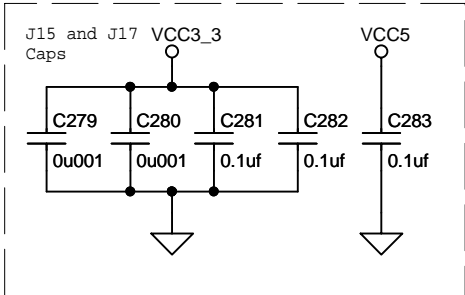 J15 and J17 VCC3_3 VCC5
Caps
C279 C280 C281 C282 C283
0u001 0u001 0.1uf 0.1uf 0.1uf